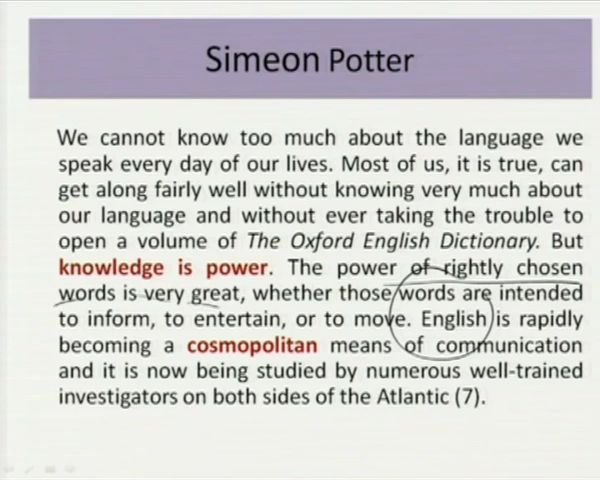 Simeon Potter
We cannot know too much about the language we
speak every day of our lives. Most of us, it is true, can
get along fairly well without knowing very much about
our language and without ever taking the trouble to
open a volume of The Oxford English Dictionary. But
knowledge is power. The power of rightly chosen
words is very great, whether those words are intended
to inform, to entertain, or to move. English is rapidly
becoming a cosmopolitan means of communication
and it is now being studied by numerous well-trained
investigators on both sides of the Atlantic (7).